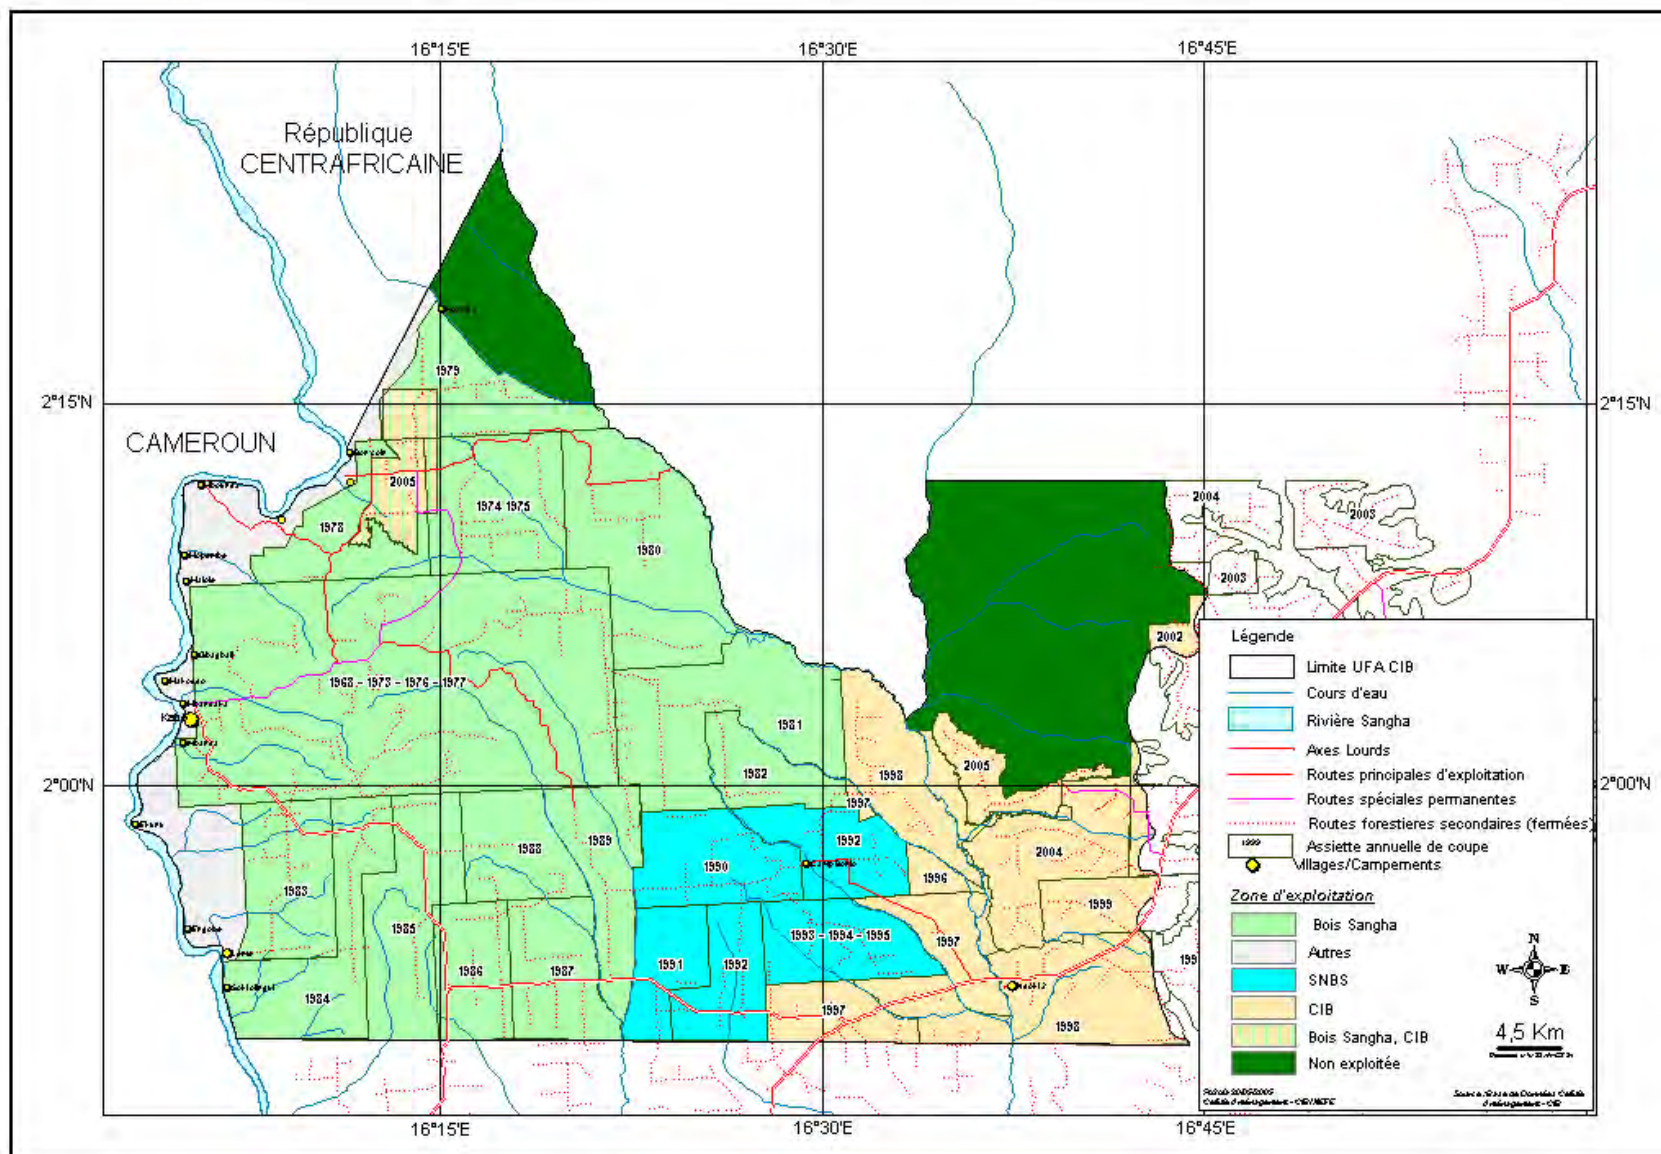 16°15'E
16°30'E
16°45'E
République
CENTRAFRICAINE
1979
2°15'N
2°15'N
CAMEROUN
2005
1978
1974-1975
1980
2004
2003
2003
2002
1968 - 1973 - 1976 - 1977
1981
1982
1998
2005
2°00'N
2°00'N
1997
1992
1990
1988
1989
1983
1996
2004
1999
1985
1993 - 1994 - 1995
1997
1986
1987
1991
1992
1984
1997
1998
Légende
Limite UFA CIB
Cours d'eau
Rivière Sangha
Axes Lourds
Routes principales d'exploitation
Routes spéciales permanentes
Routes forestieres secondaires (fermées)
1999
Assiette annuelle de coupe
Villages/Campements
Zone d'exploitation
Bois Sangha
Autres
SNBS
CIB
Bois Sangha, CIB
Non exploitée
N
W
E
S
4,5 Km
16°15'E
16°30'E
16°45'E